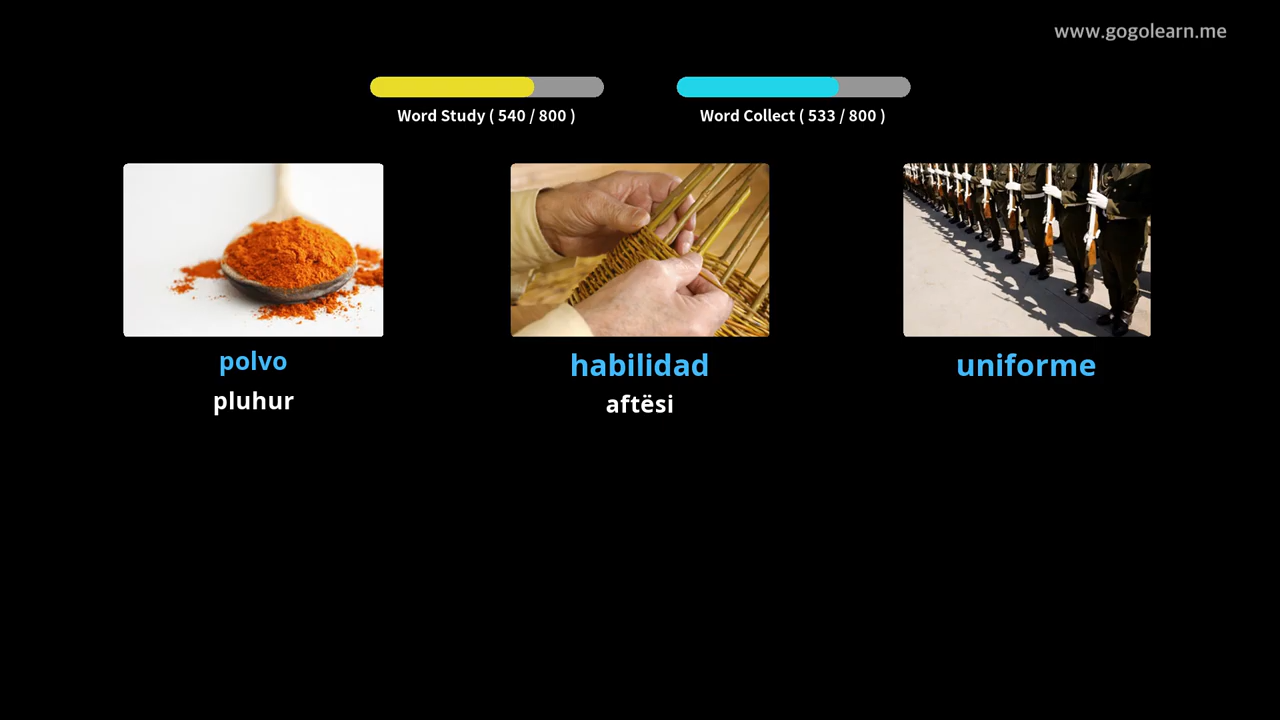 www.gogolearn.me
Word Study ( 540 / 800 )
Word Collect ( 533 / 800 )
polvo
pluhur
habilidad
aftësi
uniforme